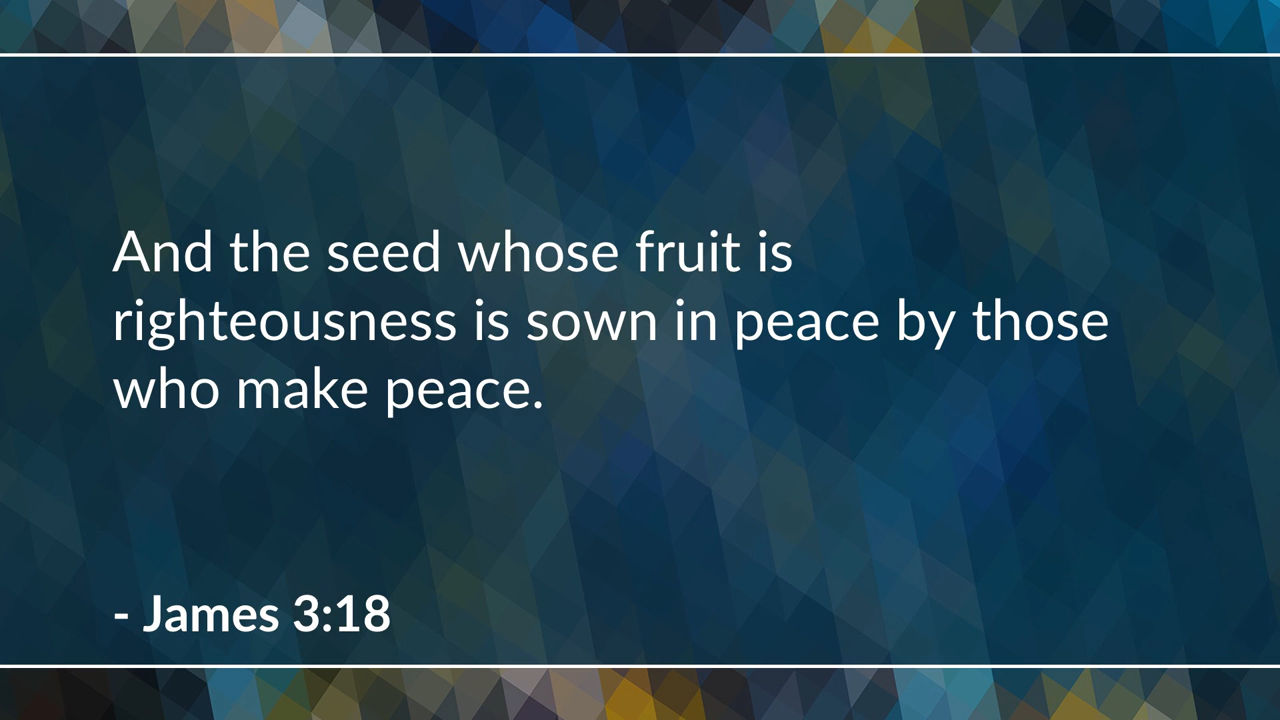 And the seed whose fruit is
righteousness is sown in peace by those
who make peace.
- James 3:18